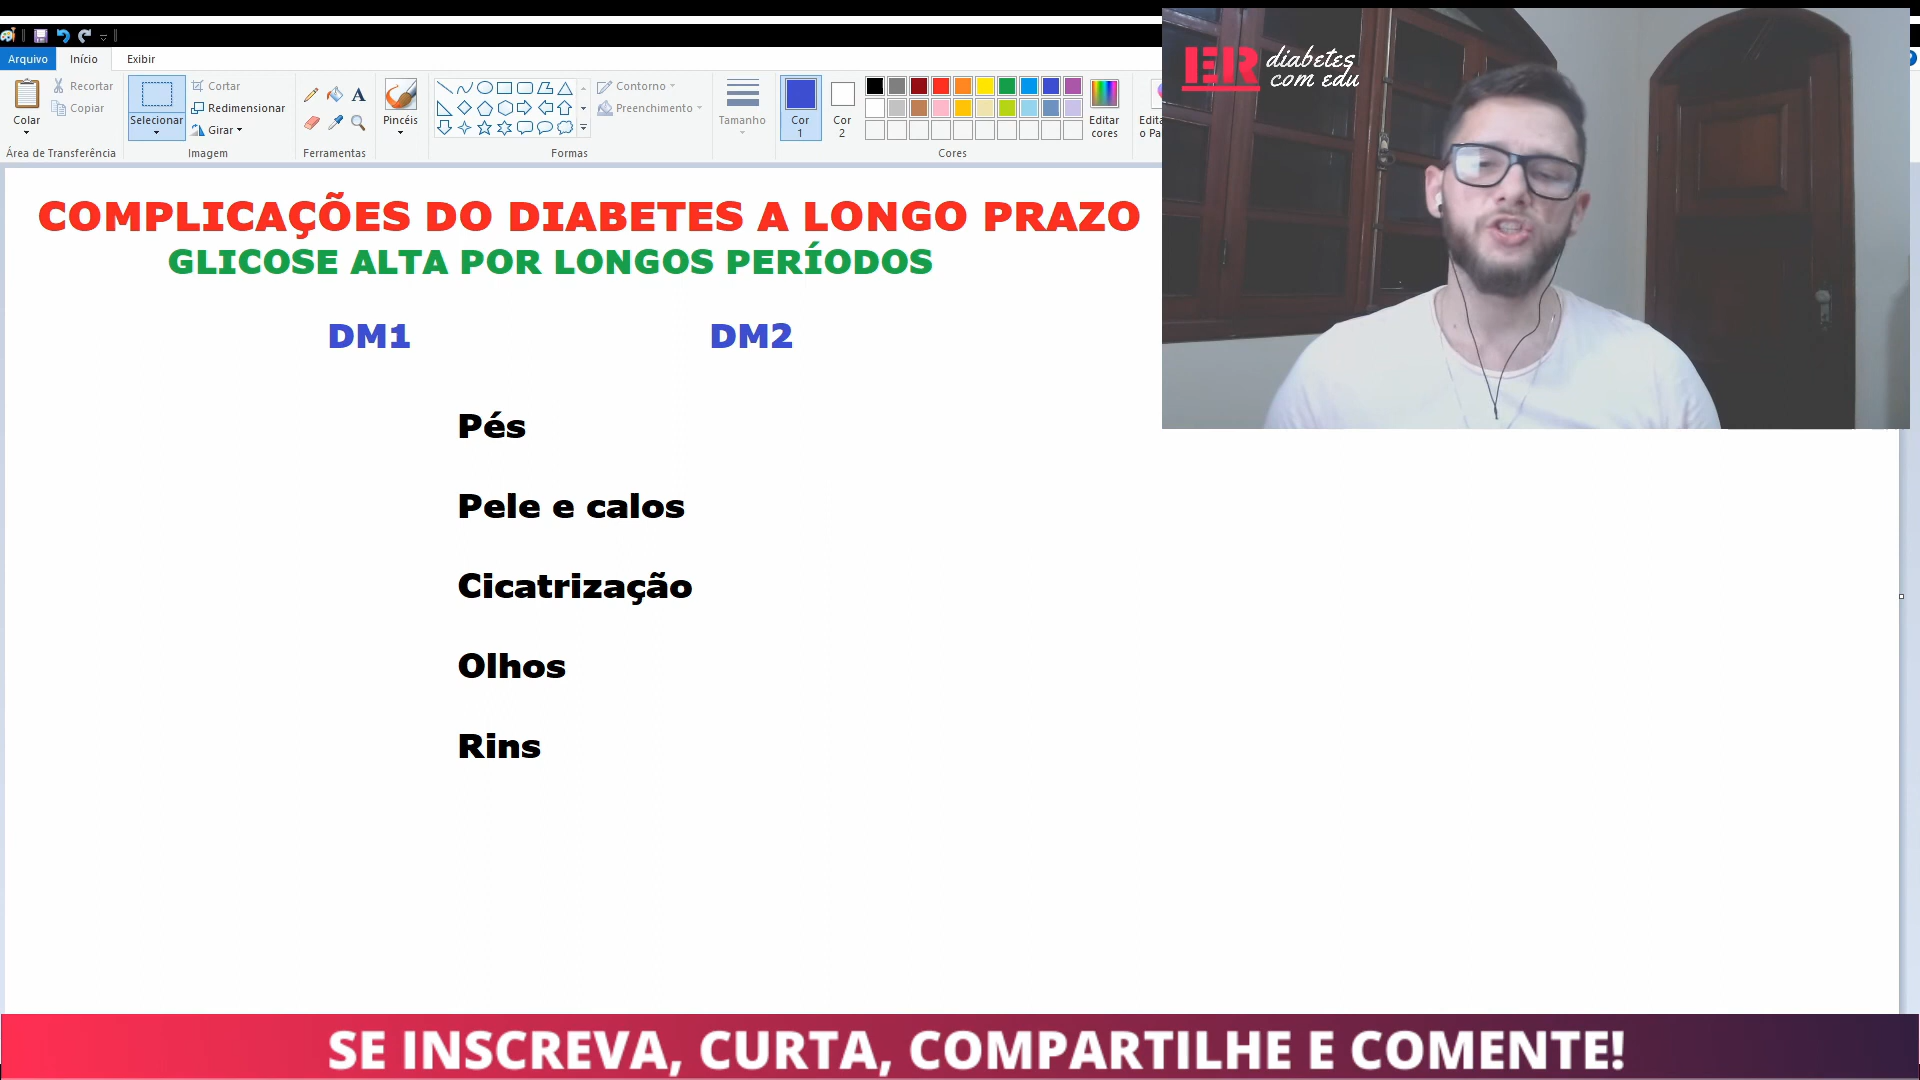 Arquivo Início Exibir
Colar
Recortar
Copiar
Área de Transferência
Selecionar
Cortar
Redimensionar
Girar
Imagem
A
Ferramentas
Pincéis
Contorno
Preenchimento
Formas
Tamanho
Cor
1
Cor
2
Editar
cores
Cores
Edita
o Pa
ER diabetes
com edu
COMPLICAÇÕES DO DIABETES A LONGO PRAZO
GLICOSE ALTA POR LONGOS PERÍODOS
DM1 DM2
Pés
Pele e calos
Cicatrização
Olhos
Rins
SE INSCREVA, CURTA, COMPARTILHE E COMENTE!